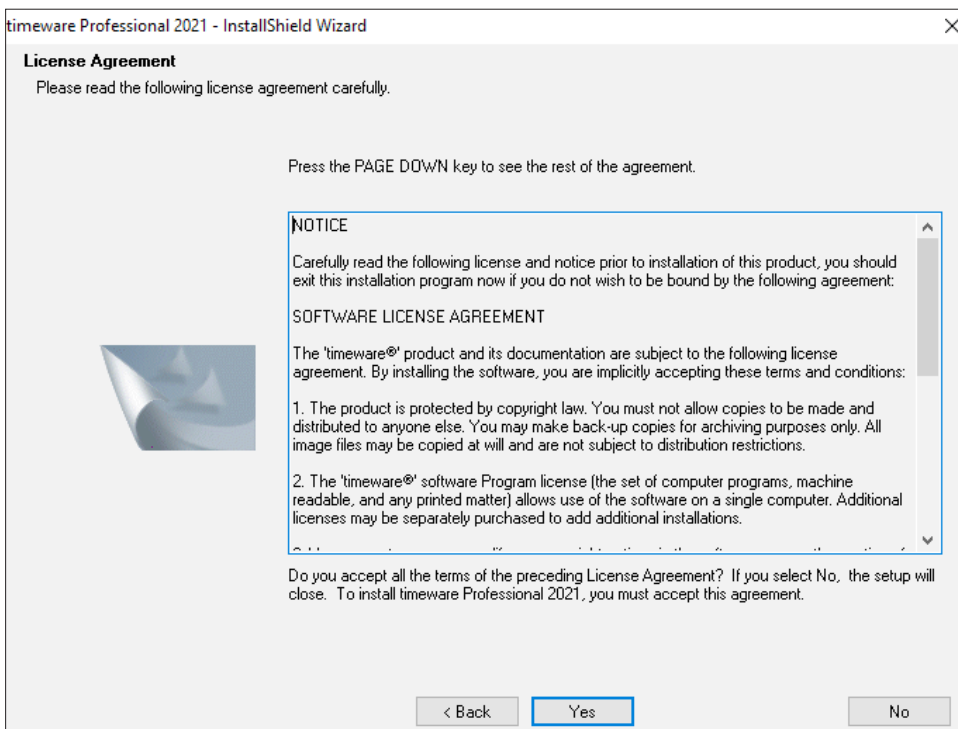 timeware Professional 2021 - InstallShield Wizard
License Agreement
Please read the following license agreement carefully.
Press the PAGE DOWN key to see the rest of the agreement.
NOTICE
Carefully read the following license and notice prior to installation of this product, you should
exit this installation program now if you do not wish to be bound by the following agreement:
SOFTWARE LICENSE AGREEMENT
The 'timeware®' product and its documentation are subject to the following license
agreement. By installing the software, you are implicitly accepting these terms and conditions:
1. The product is protected by copyright law. You must not allow copies to be made and
distributed to anyone else. You may make back-up copies for archiving purposes only. All
image files may be copied at will and are not subject to distribution restrictions.
2. The 'timeware®' software Program license (the set of computer programs, machine
readable, and any printed matter) allows use of the software on a single computer. Additional
licenses may be separately purchased to add additional installations.
Do you accept all the terms of the preceding License Agreement? If you select No, the setup will
close. To install timeware Professional 2021, you must accept this agreement.
< Back
Yes
No